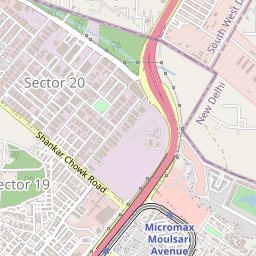 South West D
New Delhi
Sector 20
Shankar Chowk Road
ector 19
Micromax
Moulsari
Avenue